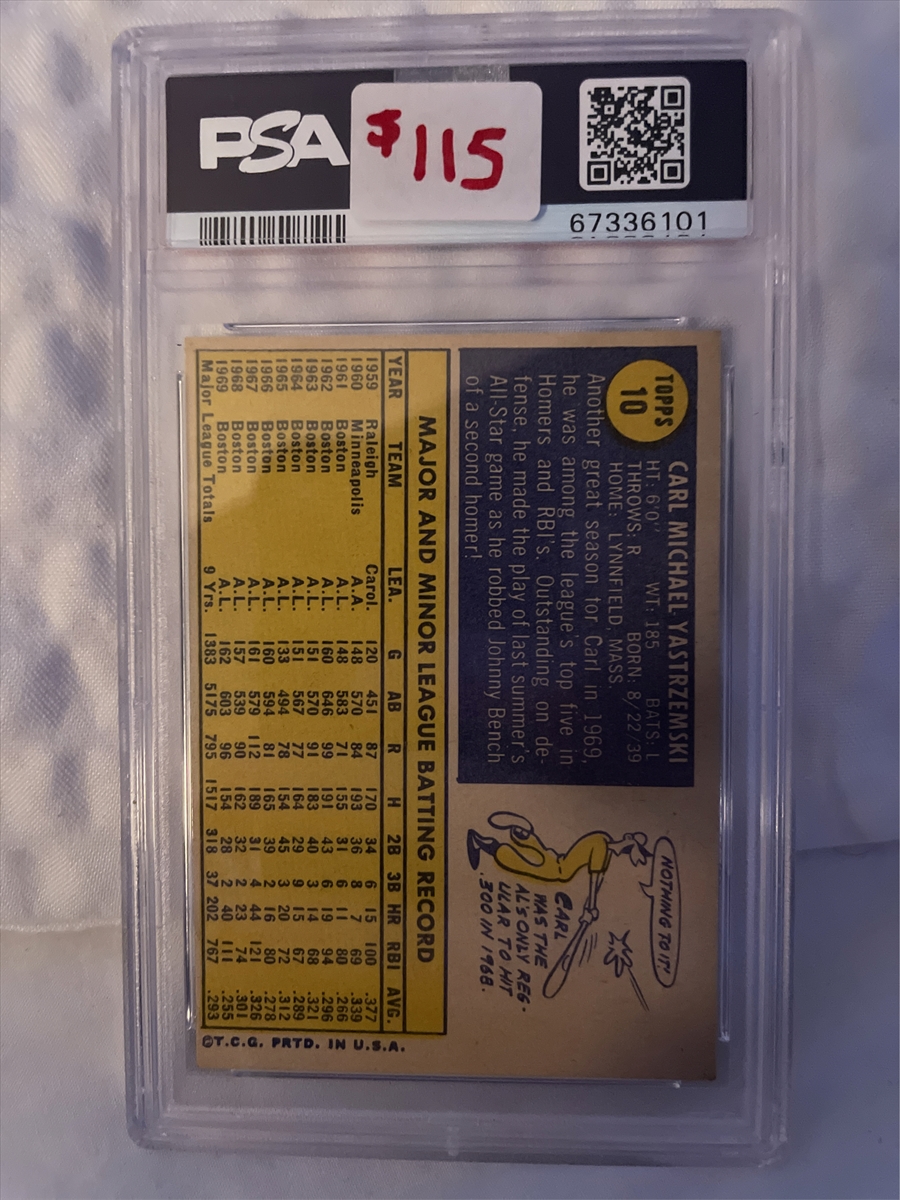 PSA
$115
67336101
TOPPS
10
CARL MICHAEL YASTRZEMSKI
HT: 6'0" WT: 185 BATS: L
THROWS: R BORN: 8/22/39
HOME: LYNNFIELD, MASS.
Another great season for Carl in 1969,
he was among the league's top five in
Homers and RBI's. Outstanding on de-
fense, he made the play of last summer's
All-Star game as he robbed Johnny Bench
of a second homer!
NOTHING TO IT!
CARL
WAS THE
AL'S ONLY REG-
ULAR TO HIT
.300 IN 1968.
MAJOR AND MINOR LEAGUE BATTING RECORD
YEAR TEAM LEA. G AB R H 2B 3B HR RBI AVG.
1959 Raleigh Carol. 120 451 87 170 34 6 15 100 .377
1960 Minneapolis A.A. 148 570 84 193 36 8 7 69 .339
1961 Boston A.L. 148 583 71 155 31 6 11 80 .266
1962 Boston A.L. 160 646 99 191 43 6 19 94 .296
1963 Boston A.L. 151 570 91 183 40 3 14 68 .321
1964 Boston A.L. 151 567 77 164 29 9 15 67 .289
1965 Boston A.L. 133 494 78 154 45 3 20 72 .312
1966 Boston A.L. 160 594 81 165 39 2 16 80 .278
1967 Boston A.L. 161 579 112 189 31 4 44 121 .326
1968 Boston A.L. 157 539 90 162 32 2 23 74 .301
1969 Boston A.L. 162 603 96 154 28 2 40 111 .255
Major League Totals 9 Yrs. 1383 5175 795 1517 318 37 202 767 .293
©T.C.G. PRTD. IN U.S.A.